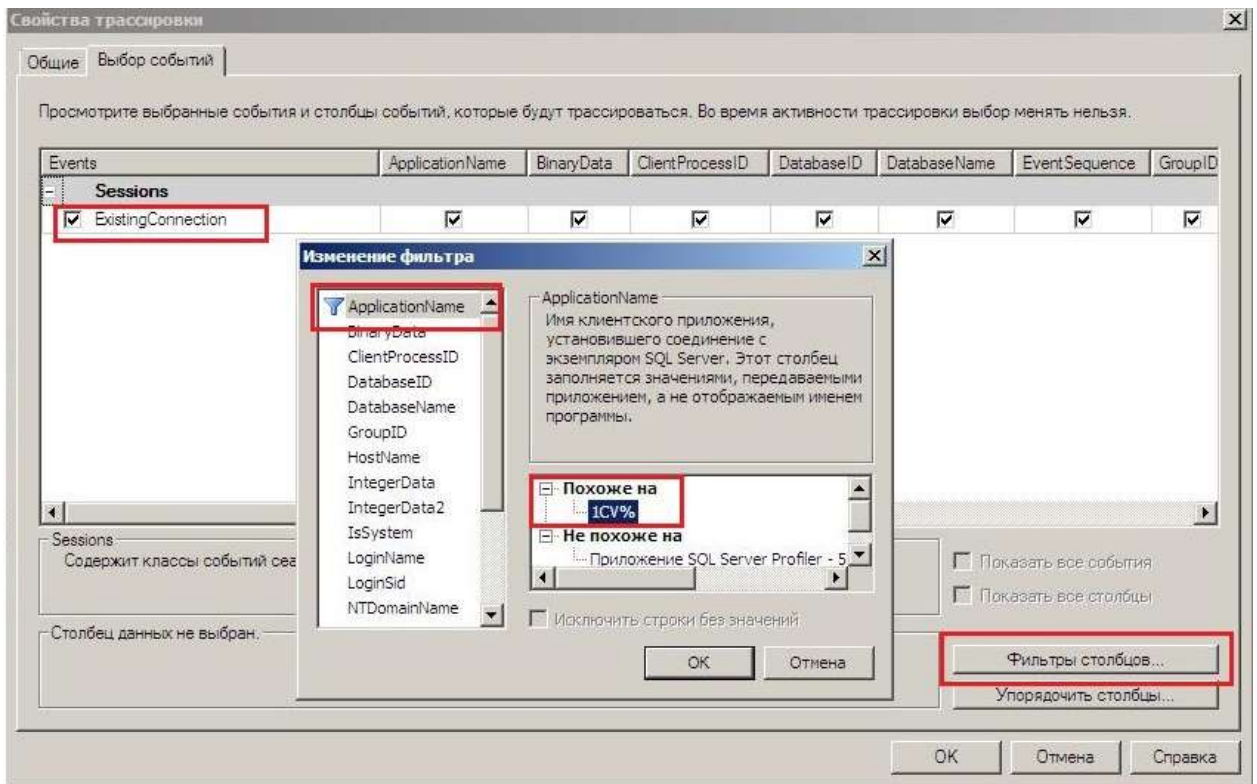 Свойства трассировки
Общие
Выбор событий
Просмотрите выбранные события и столбцы событий, которые будут трассироваться. Во время активности трассировки выбор менять нельзя.
Events ApplicationName BinaryData ClientProcessID DatabaseID DatabaseName EventSequence GroupID
Sessions
ExistingConnection
Изменение фильтра
ApplicationName
BinaryData
ClientProcessID
DatabaseID
DatabaseName
GroupID
HostName
IntegerData
IntegerData2
IsSystem
LoginName
LoginSid
NTDomainName
ApplicationName
Имя клиентского приложения,
установившего соединение с
экземпляром SQL Server. Этот столбец
заполняется значениями, передаваемыми
приложением, а не отображаемым именем
программы.
Похоже на
1CV%
Не похоже на
Приложение SQL Server Profiler - 5
Исключить строки без значений
OK
Отмена
Sessions
Содержит классы событий сеа
Столбец данных не выбран.
Показать все события
Показать все столбцы
Фильтры столбцов...
Упорядочить столбцы...
OK
Отмена
Справка